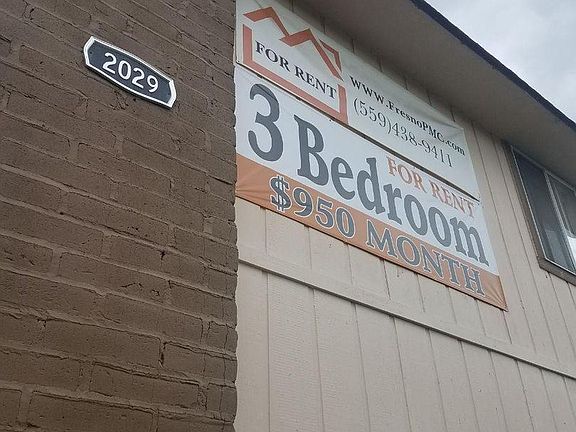 2029
FOR RENT
www.FresnoPMC.com
(559)438-9411
FOR RENT
3 Bedroom
$950 MONTH